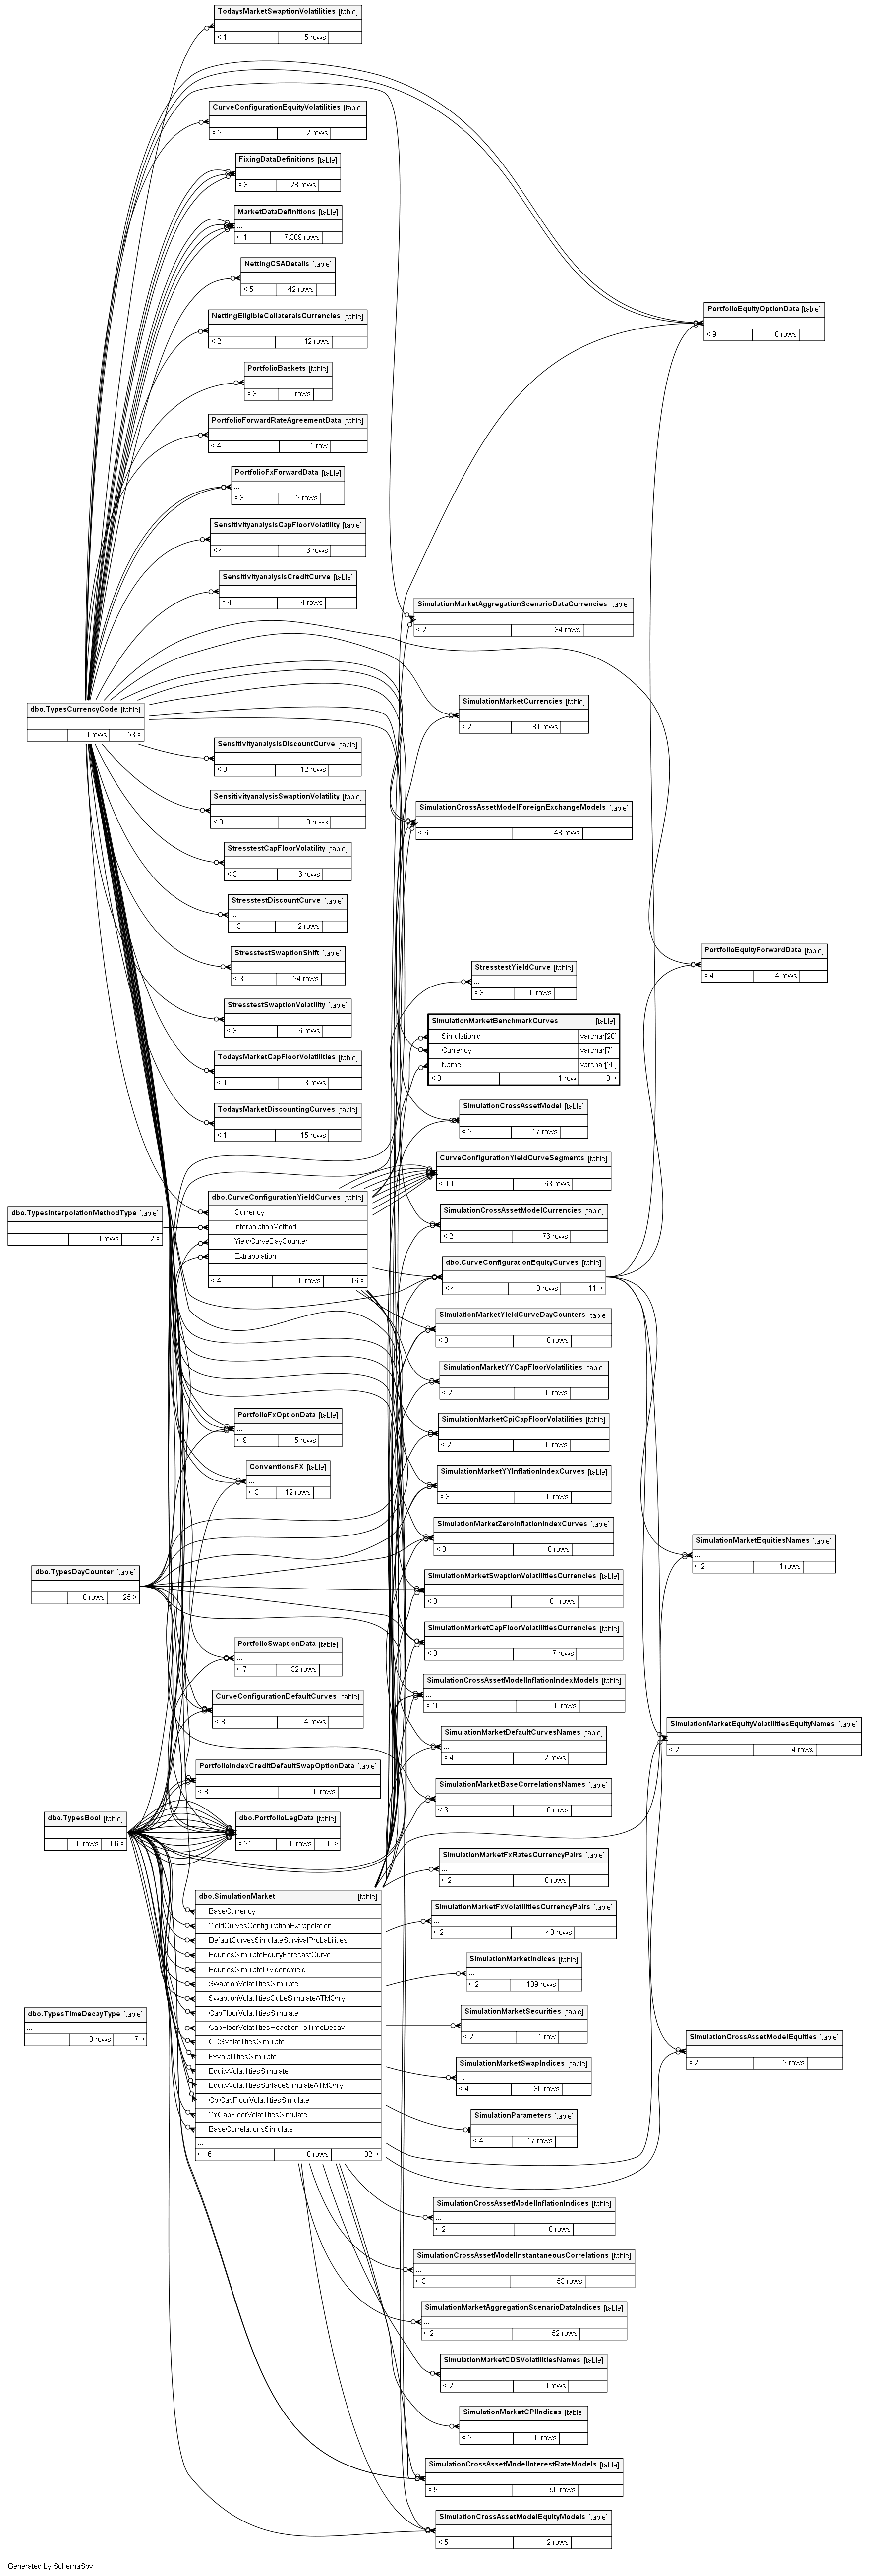 TodaysMarketSwaptionVolatilities [table]
...
< 1 5 rows
CurveConfigurationEquityVolatilities [table]
...
< 2 2 rows
FixingDataDefinitions [table]
...
< 3 28 rows
MarketDataDefinitions [table]
...
< 4 7.309 rows
NettingCSADetails [table]
...
< 5 42 rows
NettingEligibleCollateralsCurrencies [table]
...
< 2 42 rows
PortfolioEquityOptionData [table]
...
< 9 10 rows
PortfolioBaskets [table]
...
< 3 0 rows
PortfolioForwardRateAgreementData [table]
...
< 4 1 row
PortfolioFxForwardData [table]
...
< 3 2 rows
SensitivityanalysisCapFloorVolatility [table]
...
< 4 6 rows
SensitivityanalysisCreditCurve [table]
...
< 4 4 rows
SimulationMarketAggregationScenarioDataCurrencies [table]
...
< 2 34 rows
SimulationMarketCurrencies [table]
...
< 2 81 rows
dbo.TypesCurrencyCode [table]
...
0 rows 53 >
SensitivityanalysisDiscountCurve [table]
...
< 3 12 rows
SensitivityanalysisSwaptionVolatility [table]
...
< 3 3 rows
SimulationCrossAssetModelForeignExchangeModels [table]
...
< 6 48 rows
StresstestCapFloorVolatility [table]
...
< 3 6 rows
StresstestDiscountCurve [table]
...
< 3 12 rows
StresstestSwaptionShift [table]
...
< 3 24 rows
PortfolioEquityForwardData [table]
...
< 4 4 rows
StresstestYieldCurve [table]
...
< 3 6 rows
StresstestSwaptionVolatility [table]
...
< 3 6 rows
SimulationMarketBenchmarkCurves [table]
SimulationId varchar[20]
Currency varchar[7]
Name varchar[20]
< 3 1 row 0 >
TodaysMarketCapFloorVolatilities [table]
...
< 1 3 rows
TodaysMarketDiscountingCurves [table]
...
< 1 15 rows
SimulationCrossAssetModel [table]
...
< 2 17 rows
CurveConfigurationYieldCurveSegments [table]
...
< 10 63 rows
dbo.CurveConfigurationYieldCurves [table]
Currency
InterpolationMethod
YieldCurveDayCounter
Extrapolation
...
< 4 0 rows 16 >
dbo.TypesInterpolationMethodType [table]
...
0 rows 2 >
SimulationCrossAssetModelCurrencies [table]
...
< 2 76 rows
dbo.CurveConfigurationEquityCurves [table]
...
< 4 0 rows 11 >
SimulationMarketYieldCurveDayCounters [table]
...
< 3 0 rows
SimulationMarketYYCapFloorVolatilities [table]
...
< 2 0 rows
PortfolioFxOptionData [table]
...
< 9 5 rows
SimulationMarketCpiCapFloorVolatilities [table]
...
< 2 0 rows
ConventionsFX [table]
...
< 3 12 rows
SimulationMarketYYInflationIndexCurves [table]
...
< 3 0 rows
SimulationMarketZeroInflationIndexCurves [table]
...
< 3 0 rows
SimulationMarketEquitiesNames [table]
...
< 2 4 rows
dbo.TypesDayCounter [table]
...
0 rows 25 >
SimulationMarketSwaptionVolatilitiesCurrencies [table]
...
< 3 81 rows
SimulationMarketCapFloorVolatilitiesCurrencies [table]
...
< 3 7 rows
PortfolioSwaptionData [table]
...
< 7 32 rows
SimulationCrossAssetModelInflationIndexModels [table]
...
< 10 0 rows
CurveConfigurationDefaultCurves [table]
...
< 8 4 rows
SimulationMarketEquityVolatilitiesEquityNames [table]
...
< 2 4 rows
SimulationMarketDefaultCurvesNames [table]
...
< 4 2 rows
PortfolioIndexCreditDefaultSwapOptionData [table]
...
< 8 0 rows
SimulationMarketBaseCorrelationsNames [table]
...
< 3 0 rows
dbo.TypesBool [table]
...
0 rows 66 >
dbo.PortfolioLegData [table]
...
< 21 0 rows 6 >
SimulationMarketFxRatesCurrencyPairs [table]
...
< 2 0 rows
dbo.SimulationMarket [table]
BaseCurrency
YieldCurvesConfigurationExtrapolation
DefaultCurvesSimulateSurvivalProbabilities
EquitiesSimulateEquityForecastCurve
EquitiesSimulateDividendYield
SwaptionVolatilitiesSimulate
SwaptionVolatilitiesCubeSimulateATMOnly
CapFloorVolatilitiesSimulate
CapFloorVolatilitiesReactionToTimeDecay
CDSVolatilitiesSimulate
FxVolatilitiesSimulate
EquityVolatilitiesSimulate
EquityVolatilitiesSurfaceSimulateATMOnly
CpiCapFloorVolatilitiesSimulate
YYCapFloorVolatilitiesSimulate
BaseCorrelationsSimulate
...
< 16 0 rows 32 >
SimulationMarketFxVolatilitiesCurrencyPairs [table]
...
< 2 48 rows
SimulationMarketIndices [table]
...
< 2 139 rows
dbo.TypesTimeDecayType [table]
...
0 rows 7 >
SimulationMarketSecurities [table]
...
< 2 1 row
SimulationCrossAssetModelEquities [table]
...
< 2 2 rows
SimulationMarketSwapIndices [table]
...
< 4 36 rows
SimulationParameters [table]
...
< 4 17 rows
SimulationCrossAssetModelInflationIndices [table]
...
< 2 0 rows
SimulationCrossAssetModelInstantaneousCorrelations [table]
...
< 3 153 rows
SimulationMarketAggregationScenarioDataIndices [table]
...
< 2 52 rows
SimulationMarketCDSVolatilitiesNames [table]
...
< 2 0 rows
SimulationMarketCPIIndices [table]
...
< 2 0 rows
SimulationCrossAssetModelInterestRateModels [table]
...
< 9 50 rows
SimulationCrossAssetModelEquityModels [table]
...
< 5 2 rows
Generated by SchemaSpy